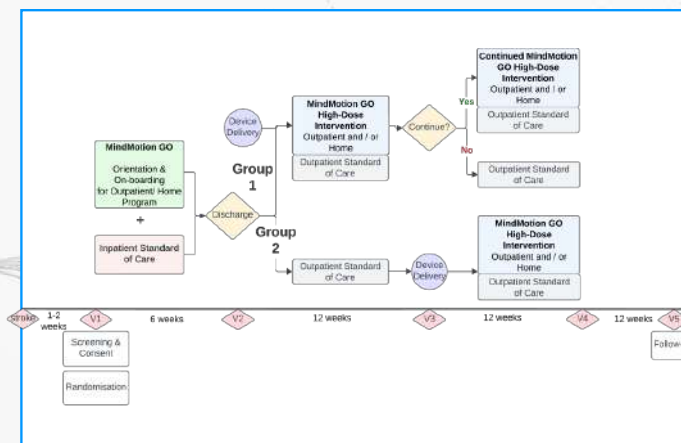 MindMotion GO
Orientation &
On-boarding
for Outpatient/ Home
Program
+
Inpatient Standard
of Care
Discharge
Device
Delivery
Group
1
MindMotion GO
High-Dose
Intervention
Outpatient and / or
Home
Outpatient Standard
of Care
Continue?
Yes
No
Continued MindMotion
GO High-Dose
Intervention
Outpatient and / or
Home
Outpatient Standard
of Care
Outpatient Standard
of Care
Group
2
Outpatient Standard
of Care
Device
Delivery
MindMotion GO
High-Dose
Intervention
Outpatient and / or
Home
Outpatient Standard
of Care
Stroke
1-2
weeks
V1
6 weeks
V2
12 weeks
V3
12 weeks
V4
12 weeks
V5
Screening &
Consent
Randomisation
Follow-